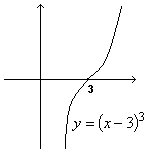 3
y = (x – 3)³